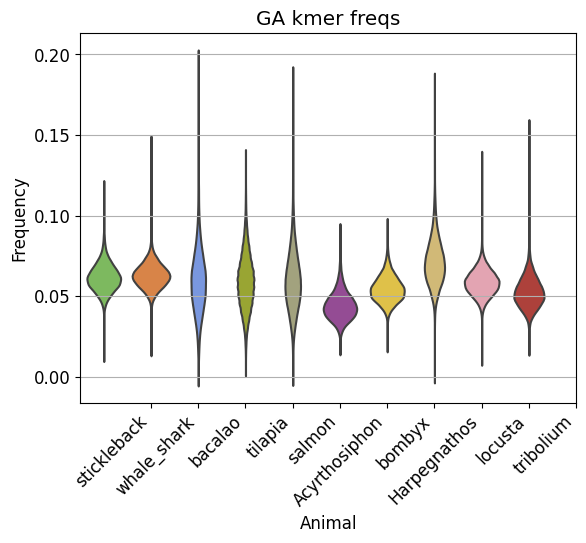 GA kmer freqs
0.20
0.15
0.10
0.05
0.00
Frequency
stickleback
whale_shark
bacalao
tilapia
salmon
Acyrthosiphon
bombyx
Harpegnathos
locusta
tribolium
Animal